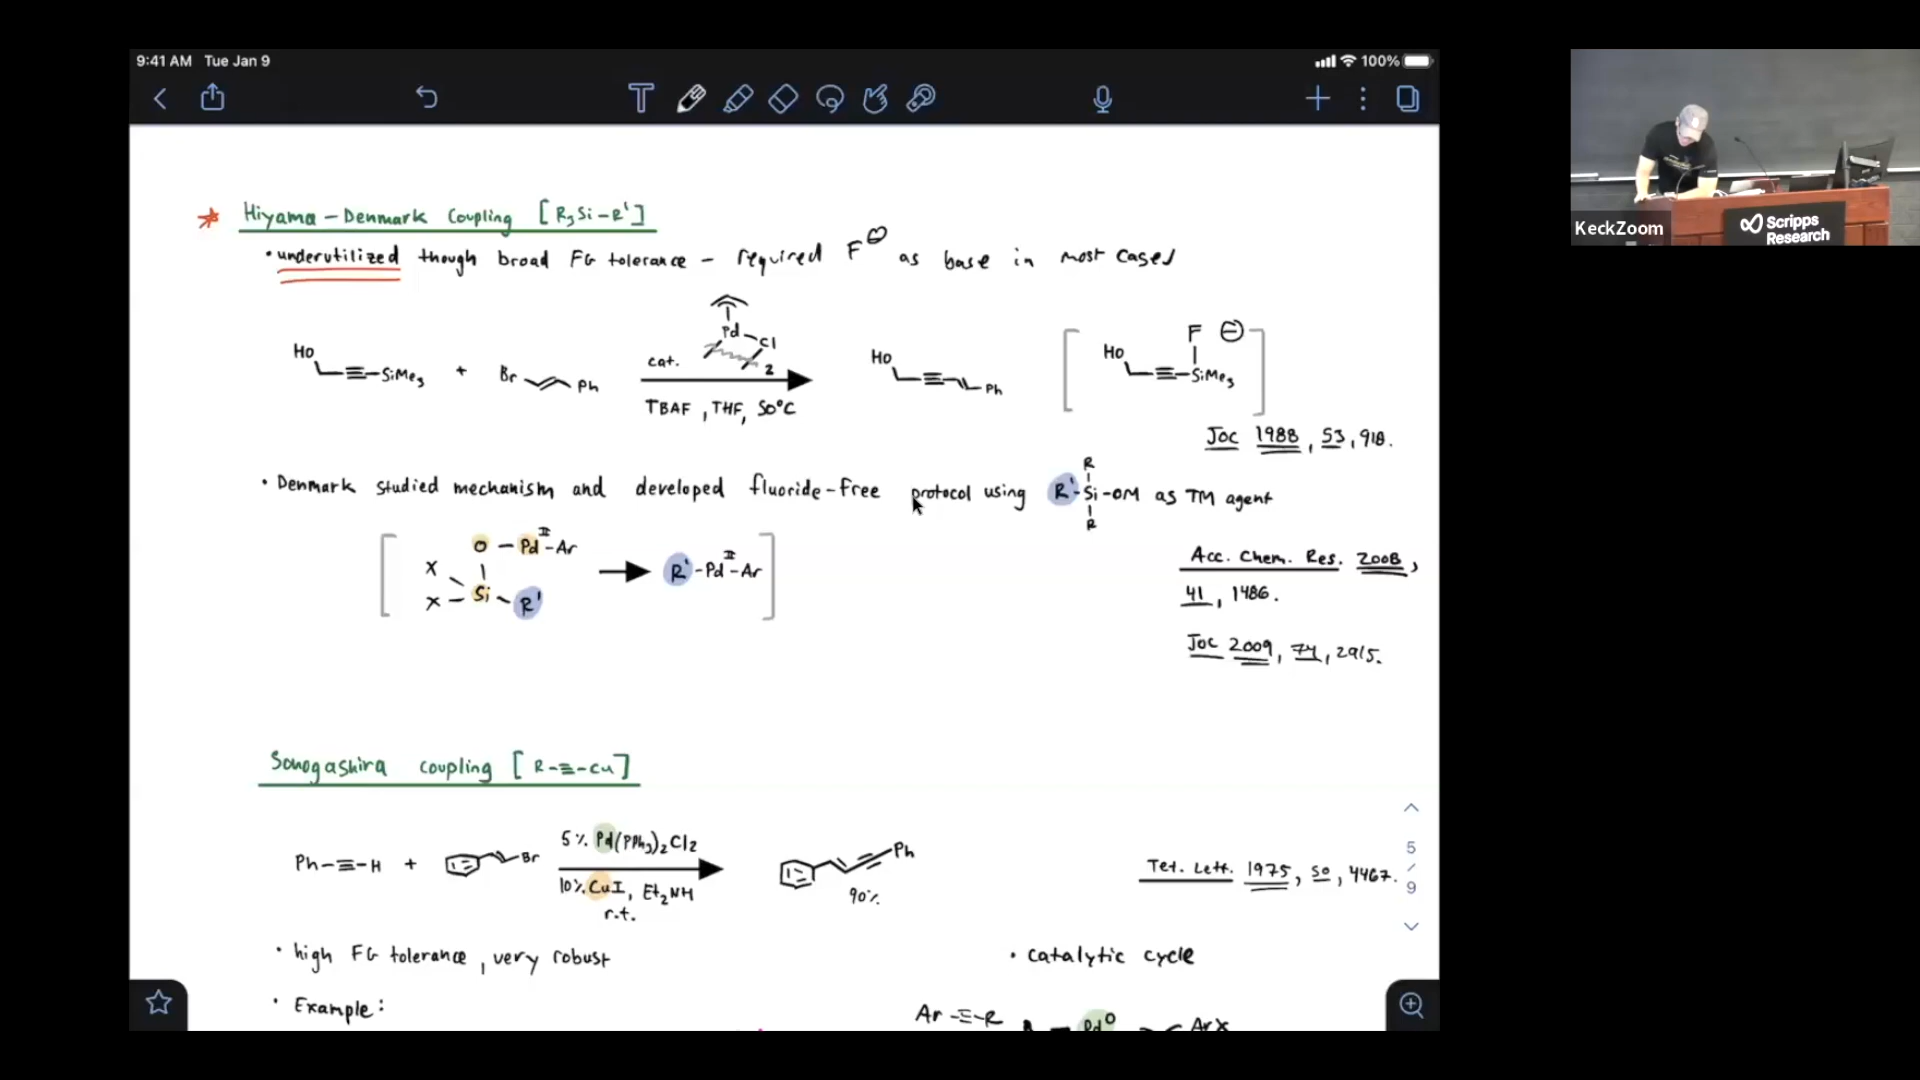 9:41 AM Tue Jan 9
100%
Hiyama-Denmark Coupling [R3Si-R']
• underutilized though broad FG tolerance - required F⊖ as base in most cases
HO ≡-SiMe3 + Br Ph
cat. Pd Cl 2
TBAF, THF, 50°C
HO ≡ Ph
[HO ≡-SiMe3 F ⊖]
JOC 1988, 53, 918.
• Denmark studied mechanism and developed fluoride-free protocol using R'-Si-OM as TM agent
R
R
[X X Si O-Pd II-Ar R' → R'-Pd II-Ar]
Acc. Chem. Res. 2008,
41, 1486.
JOC 2009, 74, 2915.
Sonogashira coupling [R-≡-Cu]
Ph-≡-H + Br
5% Pd(PPh3)2Cl2
10% CuI, Et2NH
r.t.
Ph
90%
Tet. Lett. 1975, 50, 4467.
5
/
9
• high FG tolerance, very robust
• catalytic cycle
• Example:
Ar-≡-R Pd0 ArX
KeckZoom
Scripps
Research